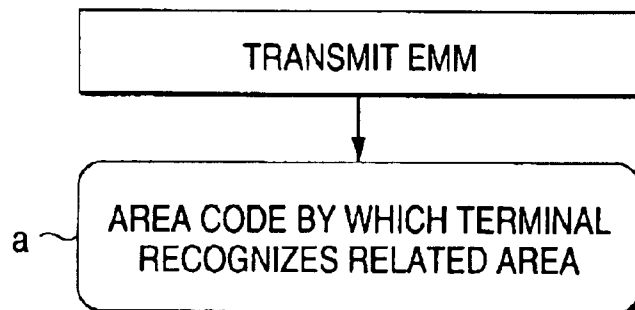 TRANSMIT EMM
a
AREA CODE BY WHICH TERMINAL
RECOGNIZES RELATED AREA